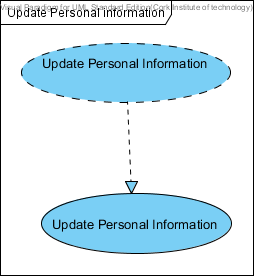 Visual Paradigm for UML Standard Edition(Cork Institute of technology)
Update Personal Information
Update Personal Information
Update Personal Information